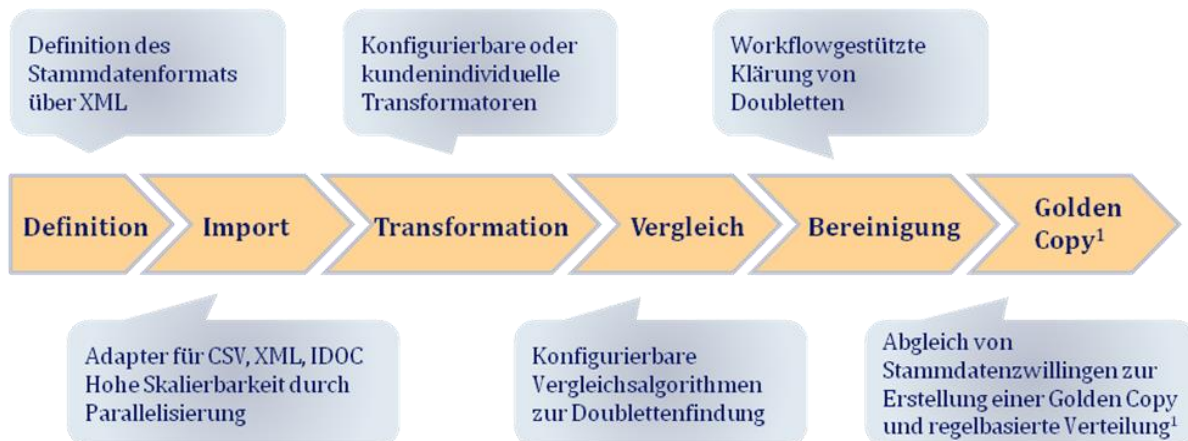 Definition des
Stammdatenformats
über XML
Konfigurierbare oder
kundenindividuelle
Transformatoren
Workflowgestützte
Klärung von
Doubletten
Definition
Import
Transformation
Vergleich
Bereinigung
Golden
Copy¹
Adapter für CSV, XML, IDOC
Hohe Skalierbarkeit durch
Parallelisierung
Konfigurierbare
Vergleichsalgorithmen
zur Doublettenfindung
Abgleich von
Stammdatenzwillingen zur
Erstellung einer Golden Copy
und regelbasierte Verteilung¹